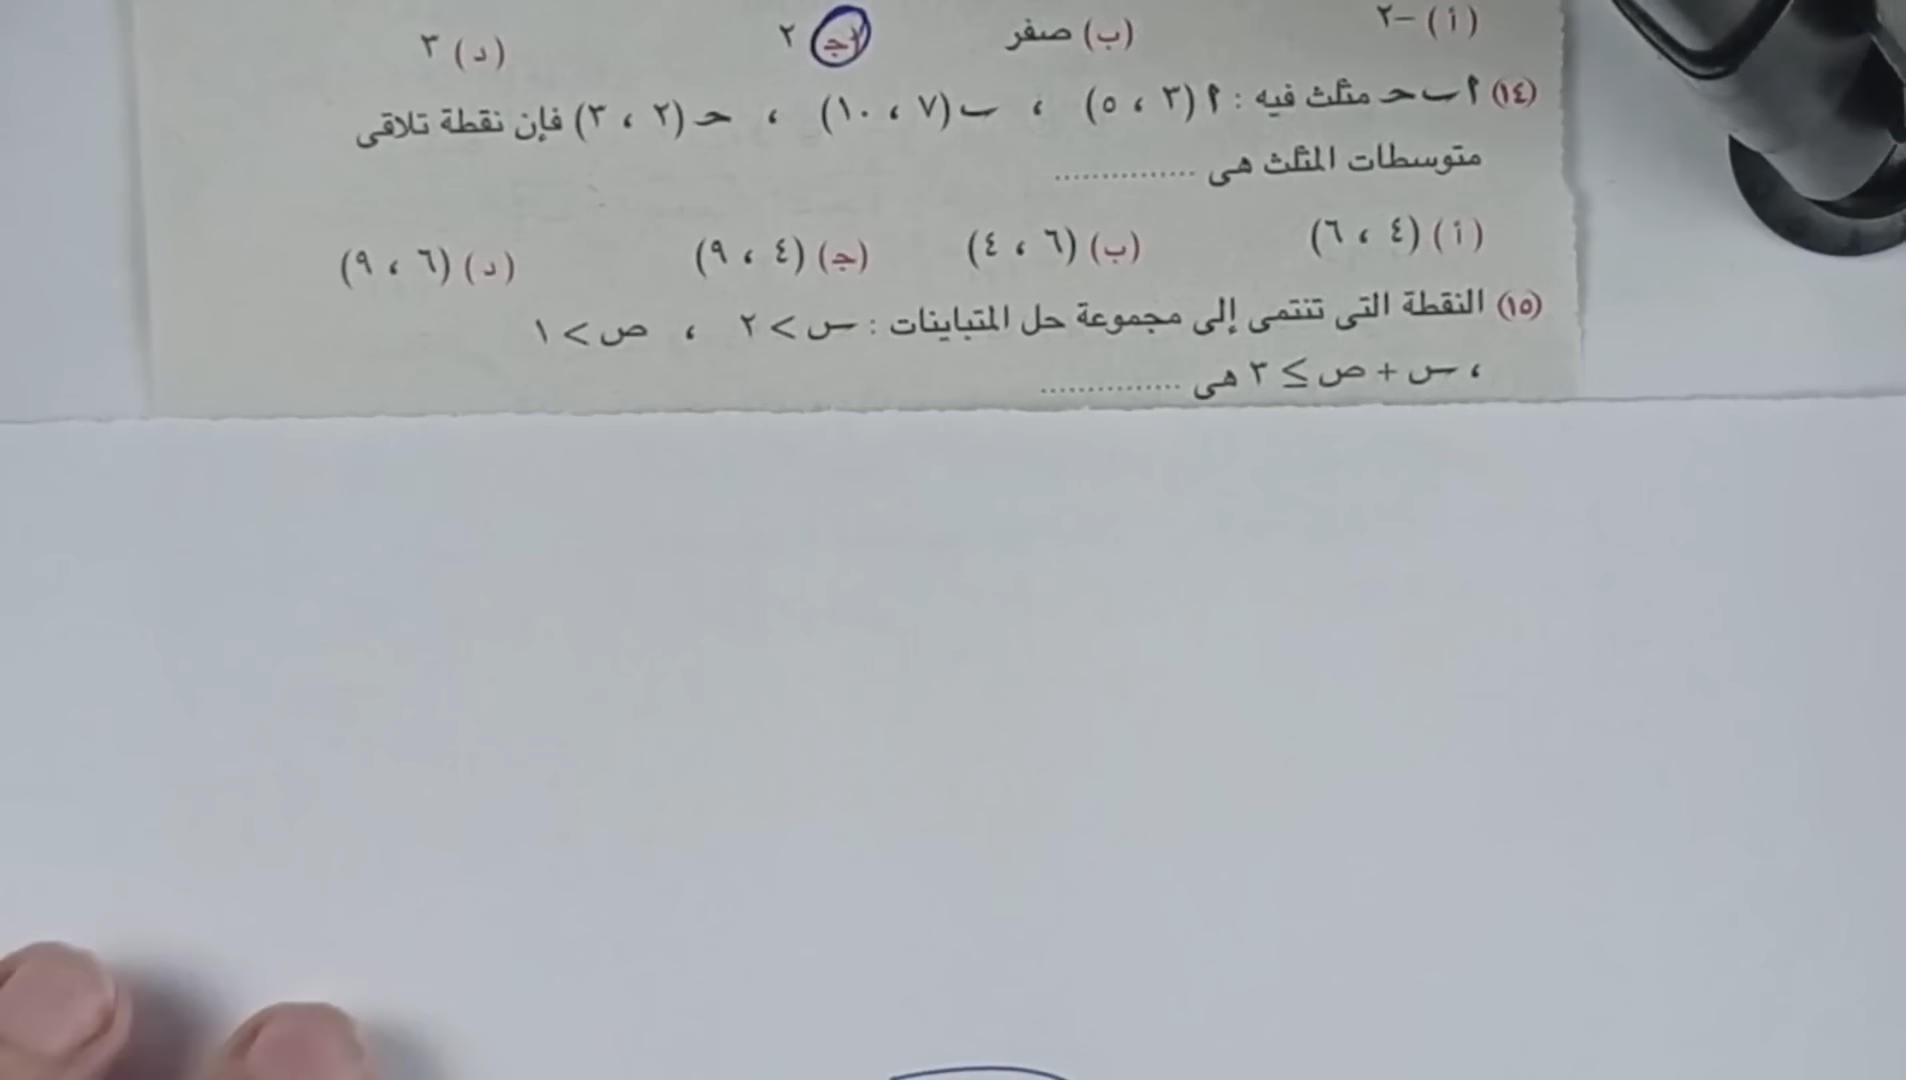 (أ) −٢ (ب) صفر (جـ) ٢ (د) ٣
(١٤) ٢ ب حـ مثلث فيه : ٢ (٣ ، ٥) ، ب (٧ ، ١٠) ، حـ (٢ ، ٣) فإن نقطة تلاقى
متوسطات المثلث هى ...............
(أ) (٤ ، ٦) (ب) (٦ ، ٤) (جـ) (٤ ، ٩) (د) (٦ ، ٩)
(١٥) النقطة التى تنتمى إلى مجموعة حل المتباينات : س > ٢ ، ص > ١
، س + ص ≥ ٣ هى ...............